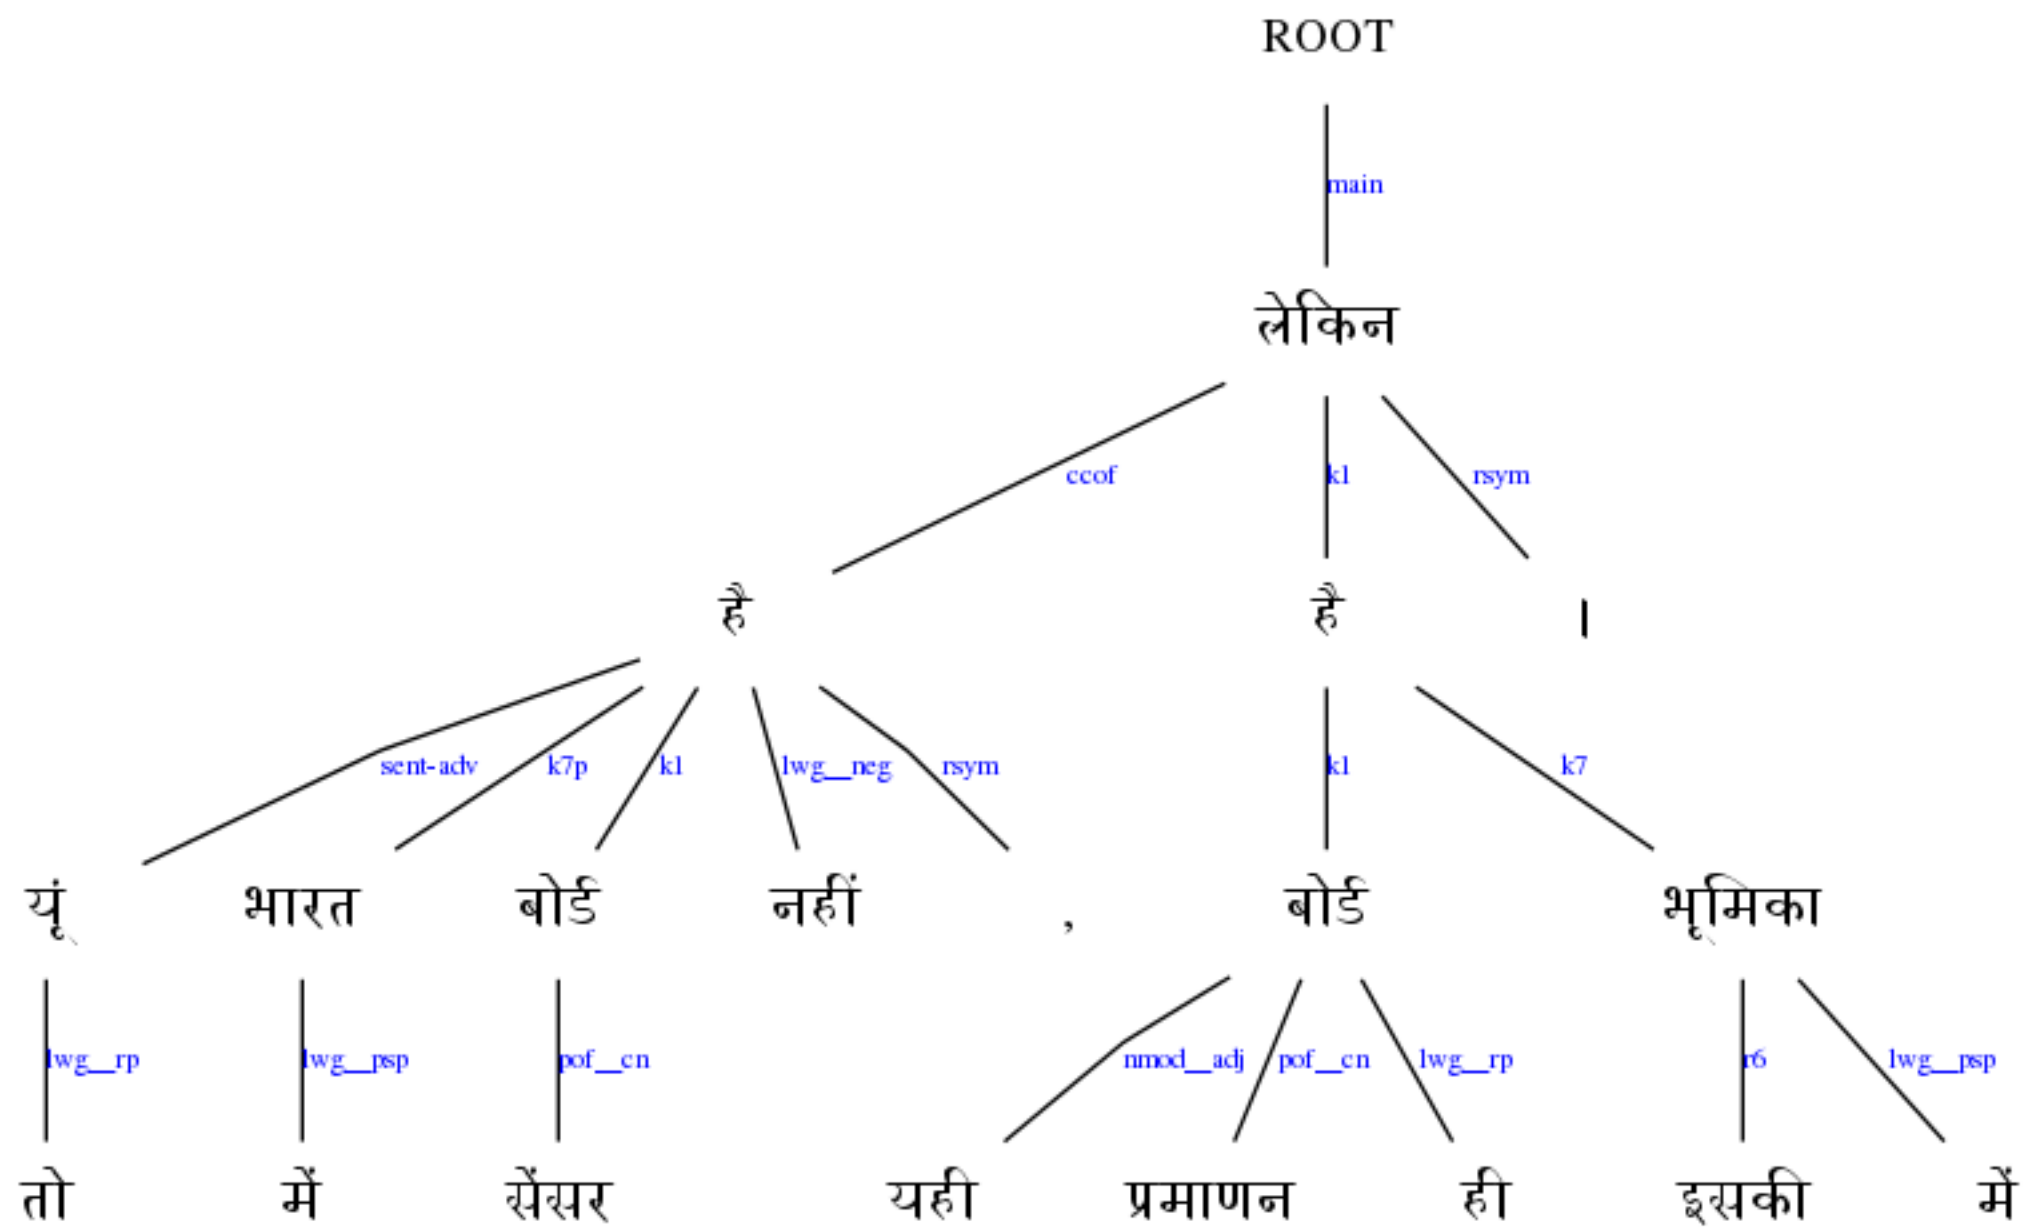 ROOT
main
लेकिन
ccof k1 rsym
है है ।
sent-adv k7p k1 lwg__neg rsym k1 k7
यूं भारत बोर्ड नहीं , बोर्ड भूमिका
lwg__rp lwg__psp pof__cn nmod__adj pof__cn lwg__rp r6 lwg__psp
तो में सेंसर यही प्रमाणन ही इसकी में